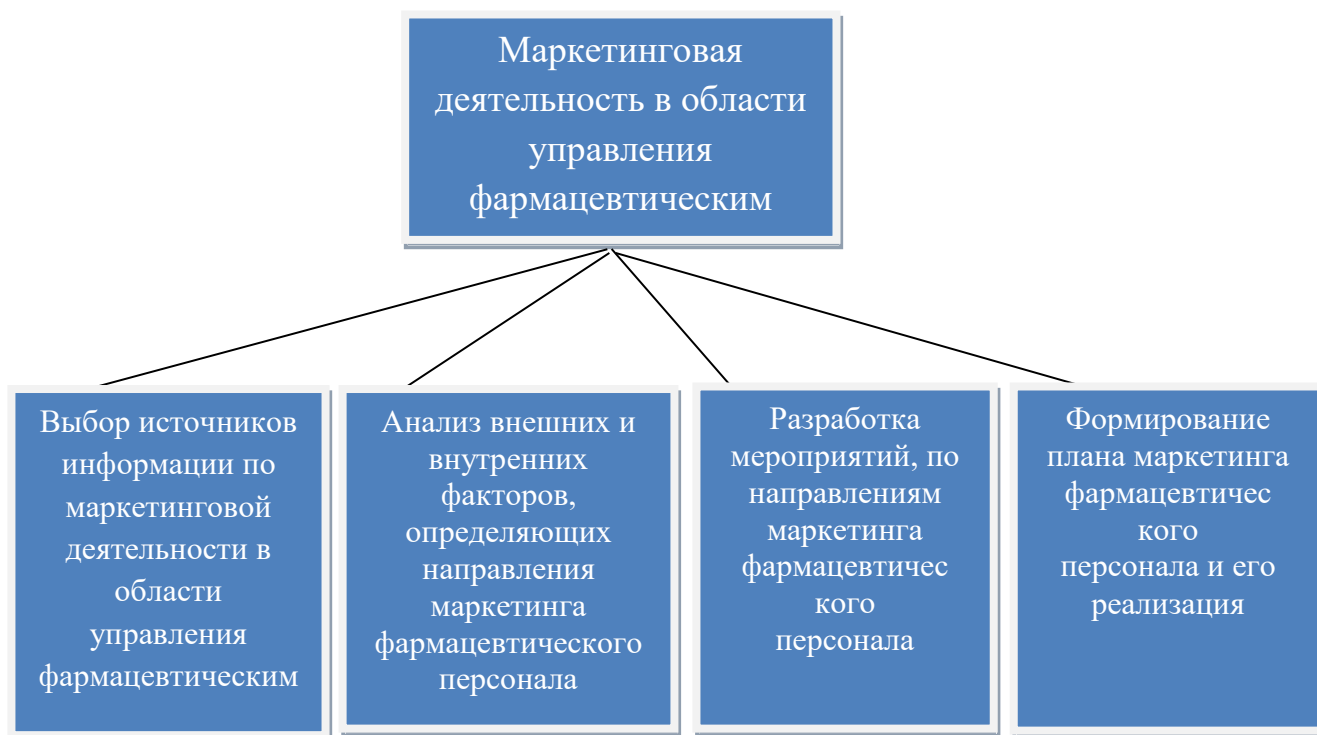 Маркетинговая
деятельность в области
управления
фармацевтическим
Выбор источников
информации по
маркетинговой
деятельности в
области
управления
фармацевтическим
Анализ внешних и
внутренних
факторов,
определяющих
направления
маркетинга
фармацевтического
персонала
Разработка
мероприятий, по
направлениям
маркетинга
фармацевтичес
кого
персонала
Формирование
плана маркетинга
фармацевтичес
кого
персонала и его
реализация